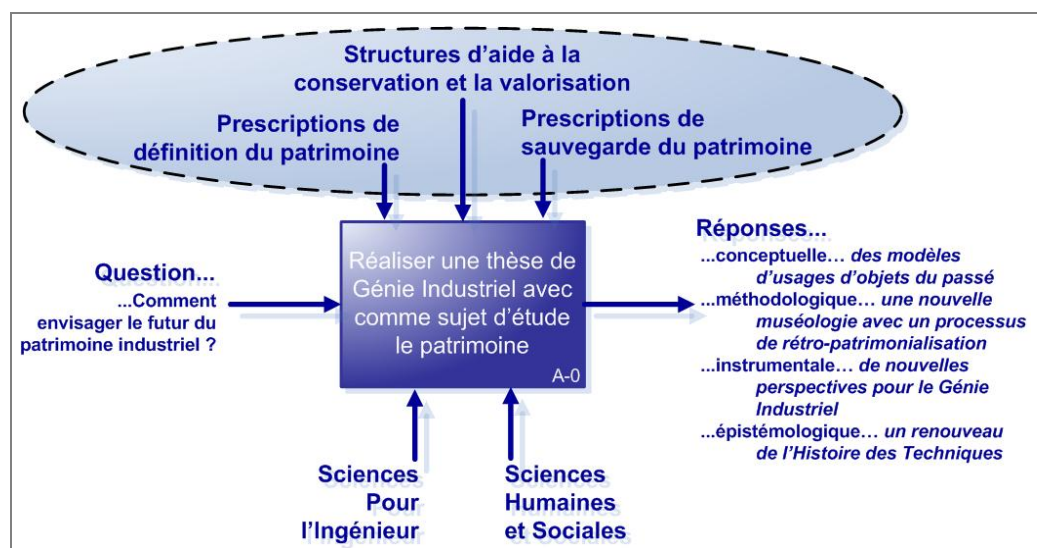 Structures d'aide à la
conservation et la valorisation
Prescriptions de
définition du patrimoine
Prescriptions de
sauvegarde du patrimoine
Question...
...Comment
envisager le futur du
patrimoine industriel ?
Réaliser une thèse de
Génie Industriel avec
comme sujet d'étude
le patrimoine
A-0
Réponses...
...conceptuelle... des modèles
d'usages d'objets du passé
...méthodologique... une nouvelle
muséologie avec un processus
de rétro-patrimonialisation
...instrumentale... de nouvelles
perspectives pour le Génie
Industriel
...épistémologique... un renouveau
de l'Histoire des Techniques
Sciences
Pour
l'Ingénieur
Sciences
Humaines
et Sociales